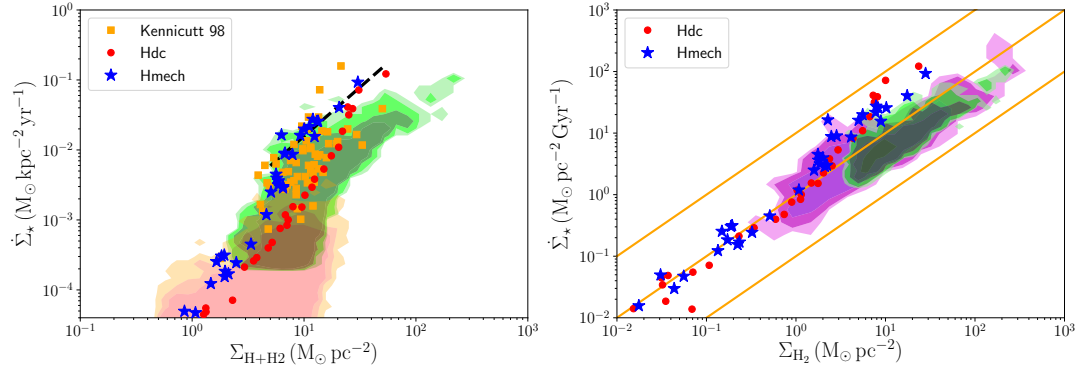 10⁰
10⁻¹
10⁻²
10⁻³
10⁻⁴
Σ̇⋆ (M⊙ kpc⁻² yr⁻¹)
Kennicutt 98
Hdc
Hmech
10⁻¹ 10⁰ 10¹ 10² 10³
Σ_H+H2 (M⊙ pc⁻²)
10³
10²
10¹
10⁰
10⁻¹
10⁻²
Σ̇⋆ (M⊙ pc⁻² Gyr⁻¹)
Hdc
Hmech
10⁻² 10⁻¹ 10⁰ 10¹ 10² 10³
Σ_H₂ (M⊙ pc⁻²)